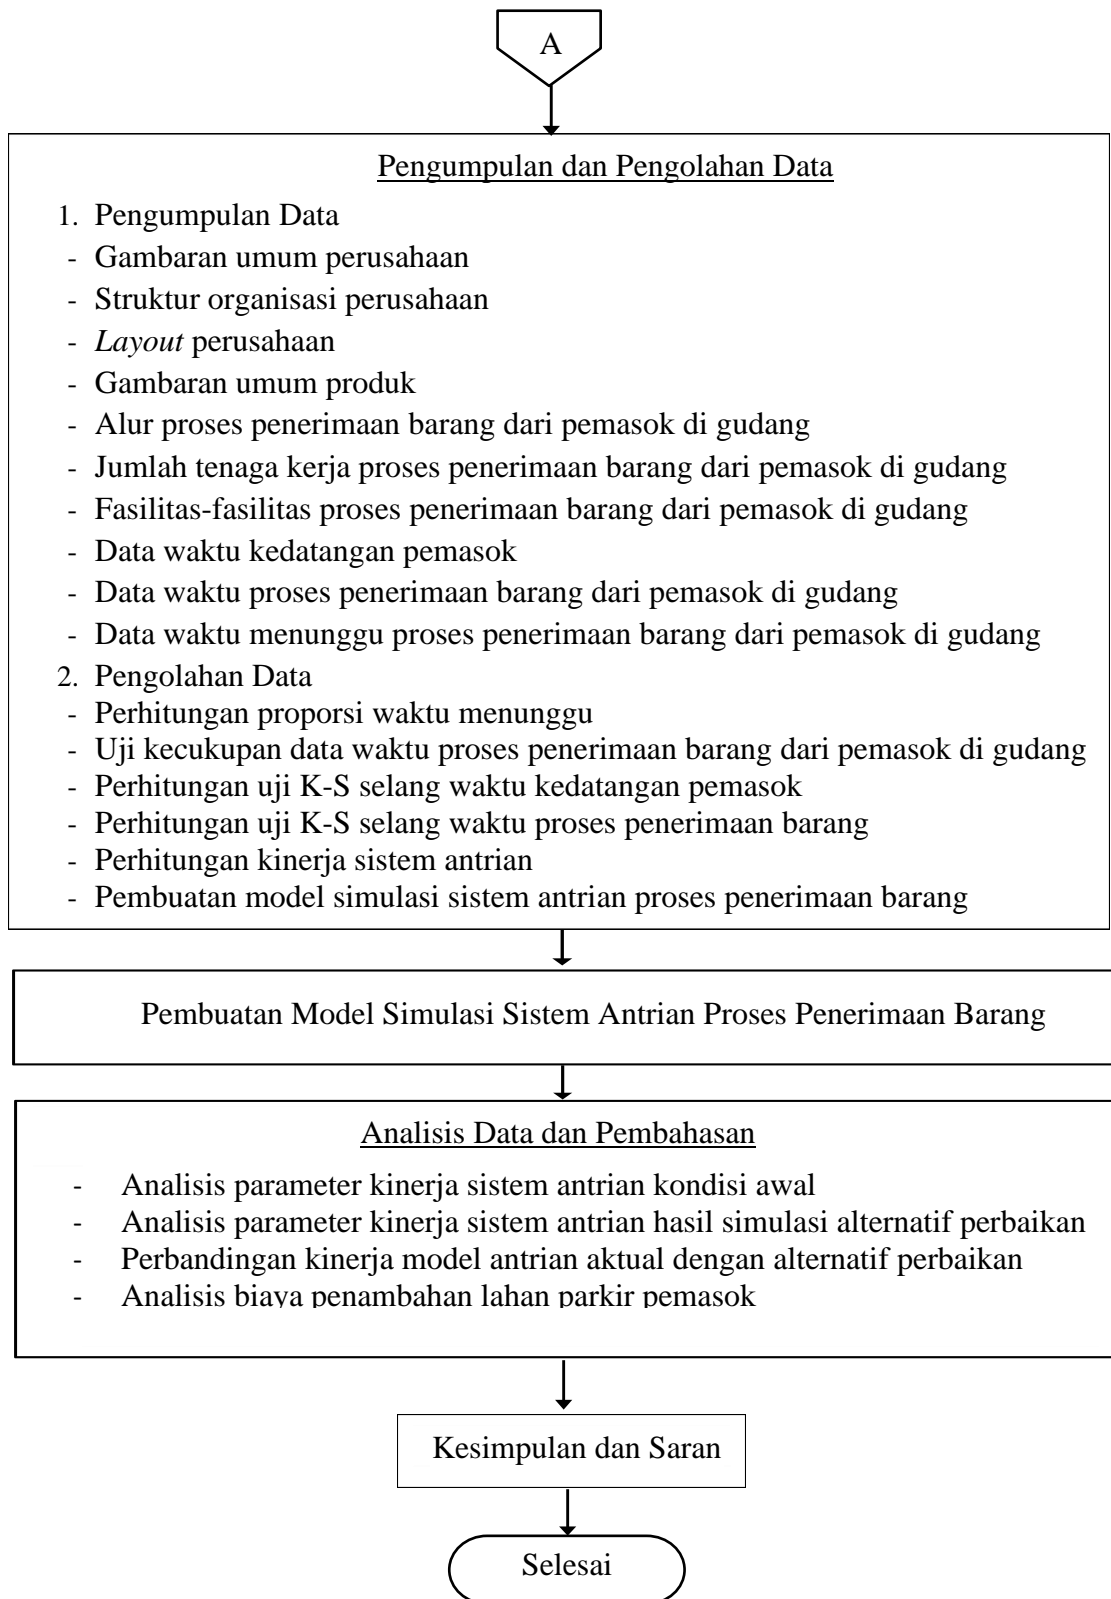 A
Pengumpulan dan Pengolahan Data
1. Pengumpulan Data
- Gambaran umum perusahaan
- Struktur organisasi perusahaan
- Layout perusahaan
- Gambaran umum produk
- Alur proses penerimaan barang dari pemasok di gudang
- Jumlah tenaga kerja proses penerimaan barang dari pemasok di gudang
- Fasilitas-fasilitas proses penerimaan barang dari pemasok di gudang
- Data waktu kedatangan pemasok
- Data waktu proses penerimaan barang dari pemasok di gudang
- Data waktu menunggu proses penerimaan barang dari pemasok di gudang
2. Pengolahan Data
- Perhitungan proporsi waktu menunggu
- Uji kecukupan data waktu proses penerimaan barang dari pemasok di gudang
- Perhitungan uji K-S selang waktu kedatangan pemasok
- Perhitungan uji K-S selang waktu proses penerimaan barang
- Perhitungan kinerja sistem antrian
- Pembuatan model simulasi sistem antrian proses penerimaan barang
Pembuatan Model Simulasi Sistem Antrian Proses Penerimaan Barang
Analisis Data dan Pembahasan
- Analisis parameter kinerja sistem antrian kondisi awal
- Analisis parameter kinerja sistem antrian hasil simulasi alternatif perbaikan
- Perbandingan kinerja model antrian aktual dengan alternatif perbaikan
- Analisis biaya penambahan lahan parkir pemasok
Kesimpulan dan Saran
Selesai